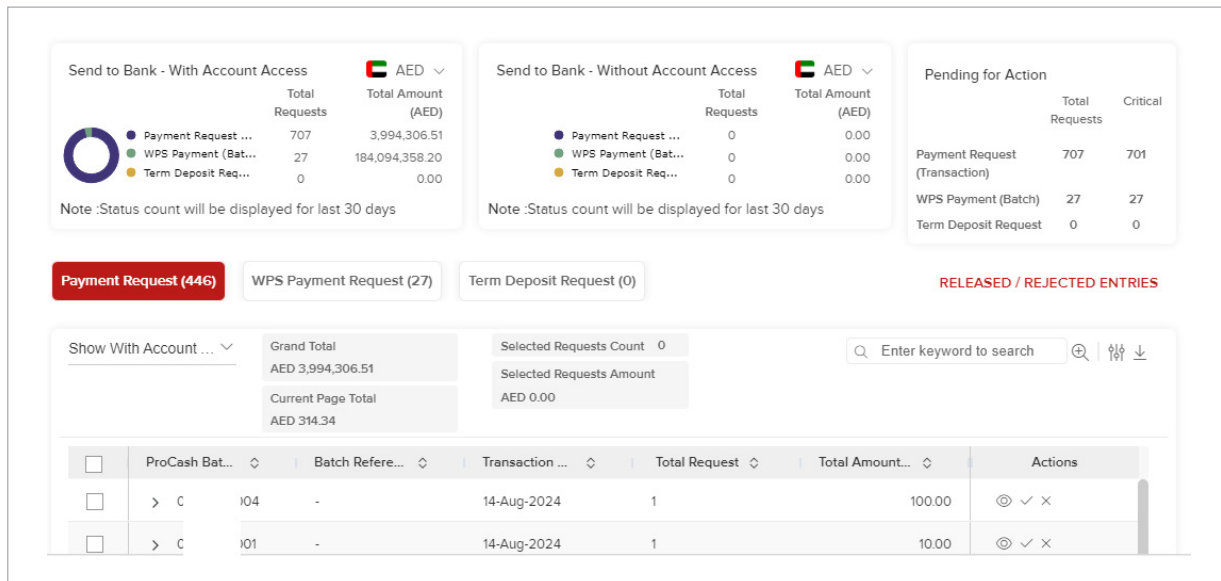 Send to Bank - With Account Access AED
Total Requests Total Amount (AED)
Payment Request ... 707 3,994,306.51
WPS Payment (Bat... 27 184,094,358.20
Term Deposit Req... 0 0.00
Note :Status count will be displayed for last 30 days
Send to Bank - Without Account Access AED
Total Requests Total Amount (AED)
Payment Request ... 0 0.00
WPS Payment (Bat... 0 0.00
Term Deposit Req... 0 0.00
Note :Status count will be displayed for last 30 days
Pending for Action
Total Requests Critical
Payment Request (Transaction) 707 701
WPS Payment (Batch) 27 27
Term Deposit Request 0 0
Payment Request (446) WPS Payment Request (27) Term Deposit Request (0) RELEASED / REJECTED ENTRIES
Show With Account ...
Grand Total
AED 3,994,306.51
Current Page Total
AED 314.34
Selected Requests Count 0
Selected Requests Amount
AED 0.00
Enter keyword to search
ProCash Bat... Batch Refere... Transaction ... Total Request Total Amount... Actions
04 - 14-Aug-2024 1 100.00
01 - 14-Aug-2024 1 10.00